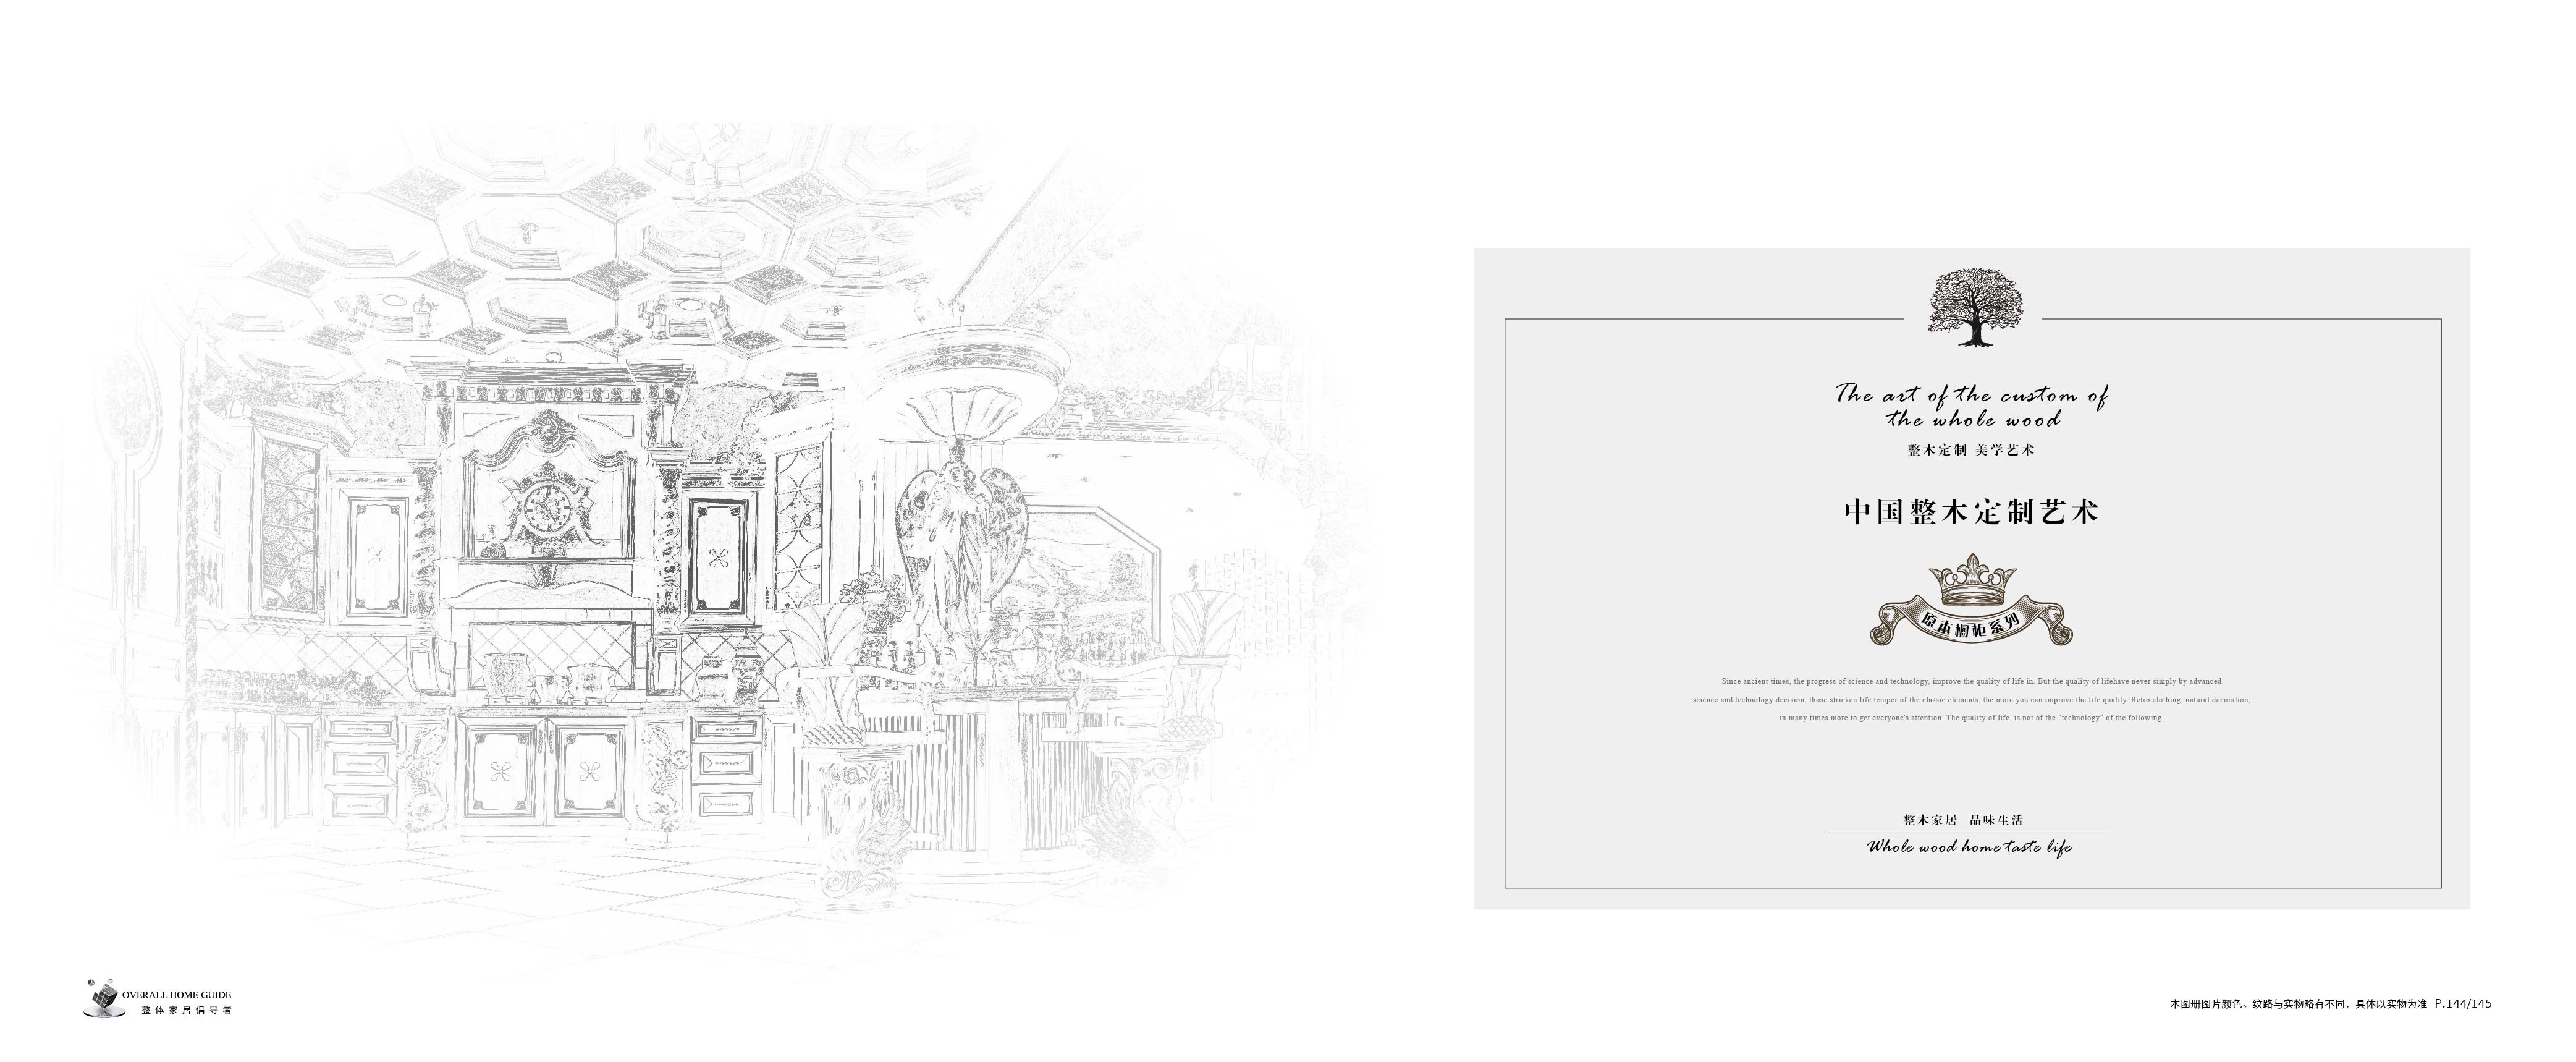 The art of the custom of
the whole wood
整木定制 美学艺术
中国整木定制艺术
原本橱柜系列
Since ancient times, the progress of science and technology, improve the quality of life in. But the quality of lifehave never simply by advanced
science and technology decision, those stricken life temper of the classic elements, the more you can improve the life quality. Retro clothing, natural decoration,
in many times more to get everyone's attention. The quality of life, is not of the "technology" of the following.
整木家居 品味生活
Whole wood home taste life
OVERALL HOME GUIDE
整体家居倡导者
本图册图片颜色、纹路与实物略有不同，具体以实物为准 P.144/145